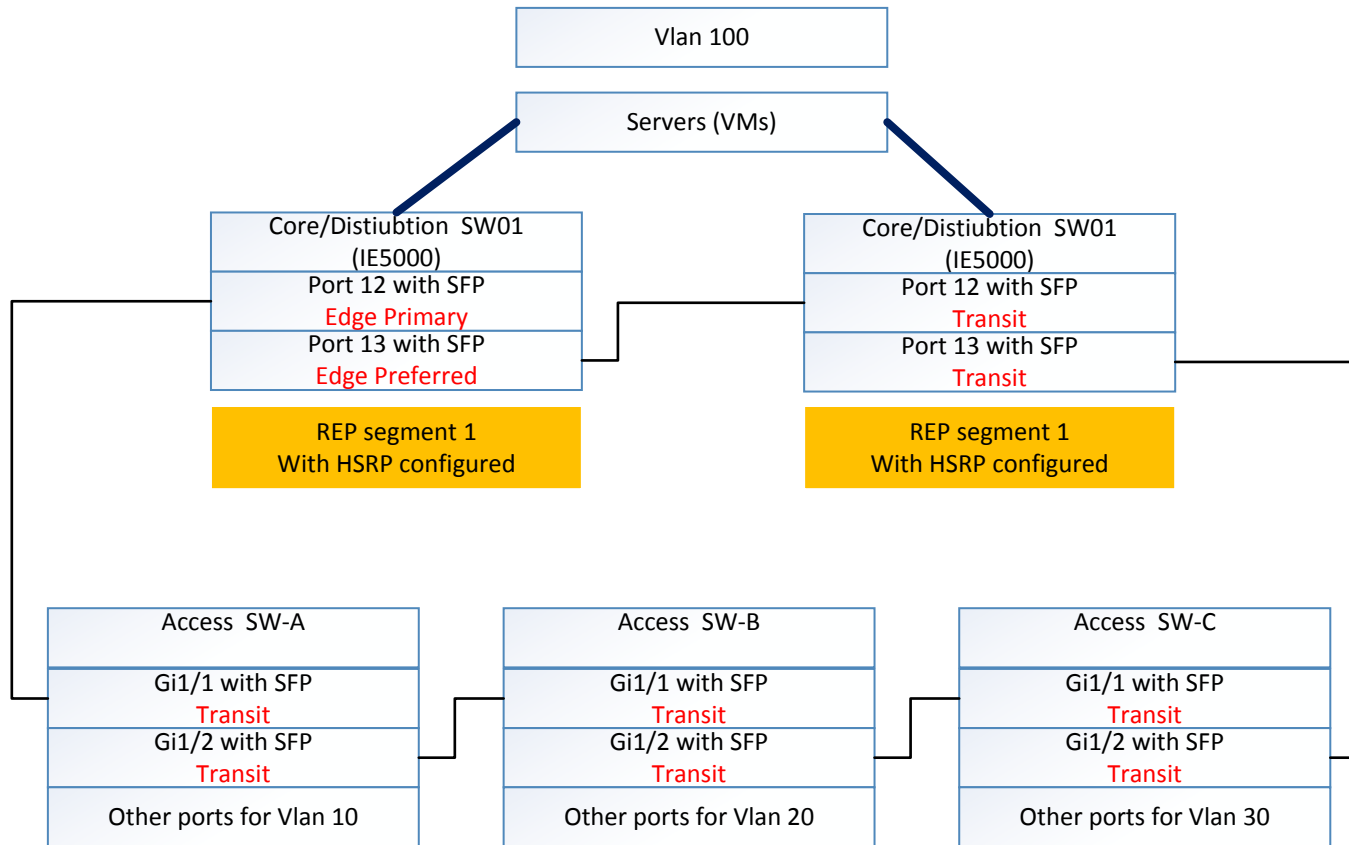 Vlan 100
Servers (VMs)
Core/Distiubtion SW01
(IE5000)
Port 12 with SFP
Edge Primary
Port 13 with SFP
Edge Preferred
REP segment 1
With HSRP configured
Core/Distiubtion SW01
(IE5000)
Port 12 with SFP
Transit
Port 13 with SFP
Transit
REP segment 1
With HSRP configured
Access SW-A
Gi1/1 with SFP
Transit
Gi1/2 with SFP
Transit
Other ports for Vlan 10
Access SW-B
Gi1/1 with SFP
Transit
Gi1/2 with SFP
Transit
Other ports for Vlan 20
Access SW-C
Gi1/1 with SFP
Transit
Gi1/2 with SFP
Transit
Other ports for Vlan 30